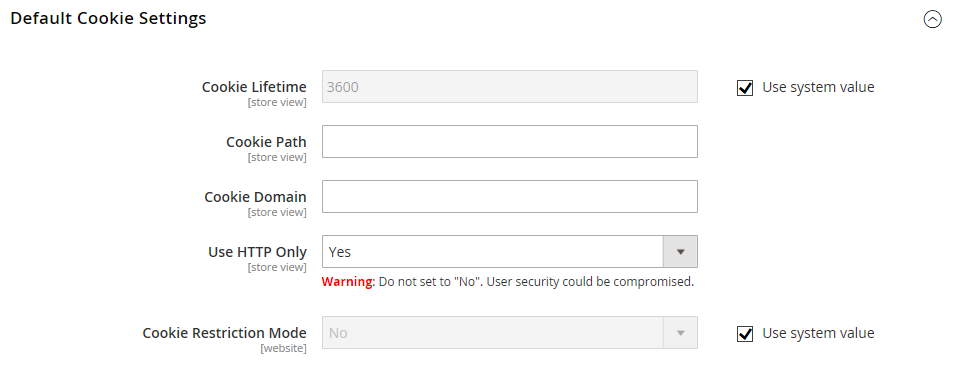 Default Cookie Settings
Cookie Lifetime 3600 Use system value
[store view]
Cookie Path
[store view]
Cookie Domain
[store view]
Use HTTP Only Yes
[store view]
Warning: Do not set to "No". User security could be compromised.
Cookie Restriction Mode No Use system value
[website]